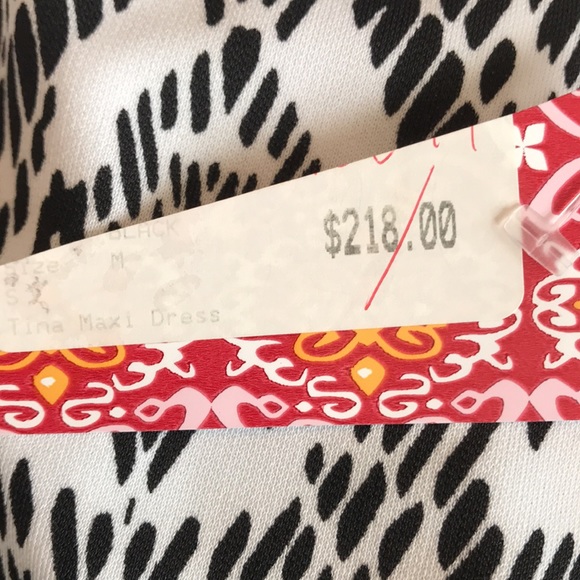 BLACK
Size M
$218.00
S
Tina Maxi Dress